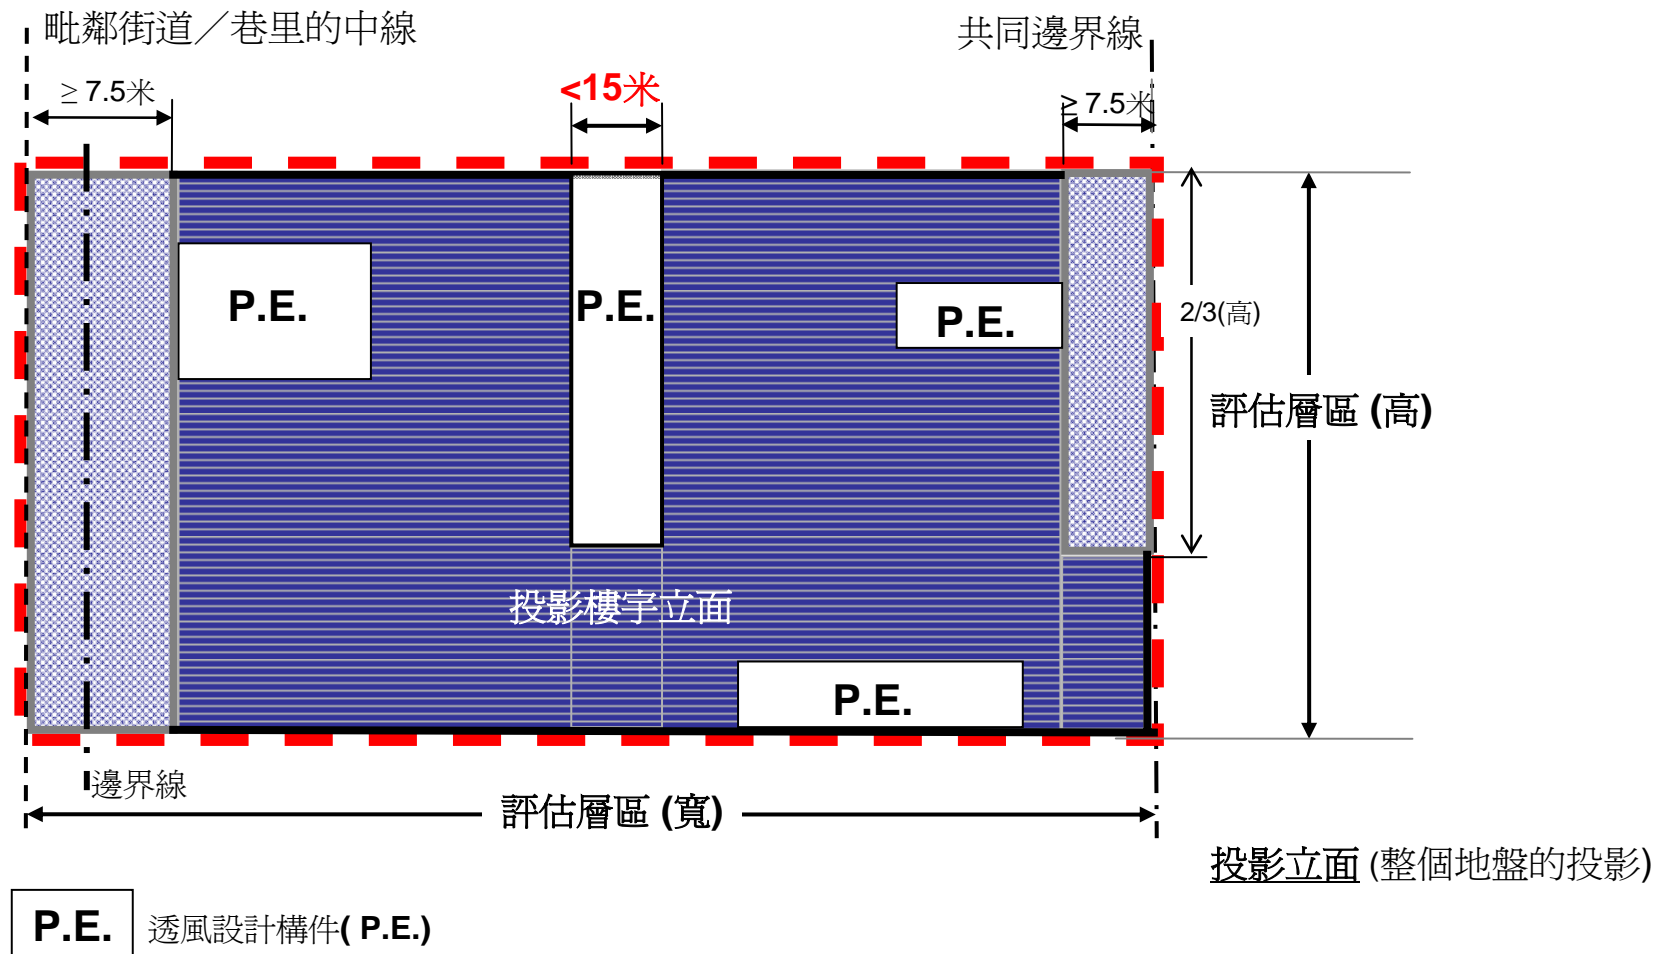 毗鄰街道／巷里的中線
共同邊界線
≥ 7.5米
<15米
≥ 7.5米
P.E.
P.E.
P.E.
2/3(高)
評估層區 (高)
投影樓宇立面
P.E.
邊界線
評估層區 (寬)
投影立面 (整個地盤的投影)
P.E. 透風設計構件( P.E.)